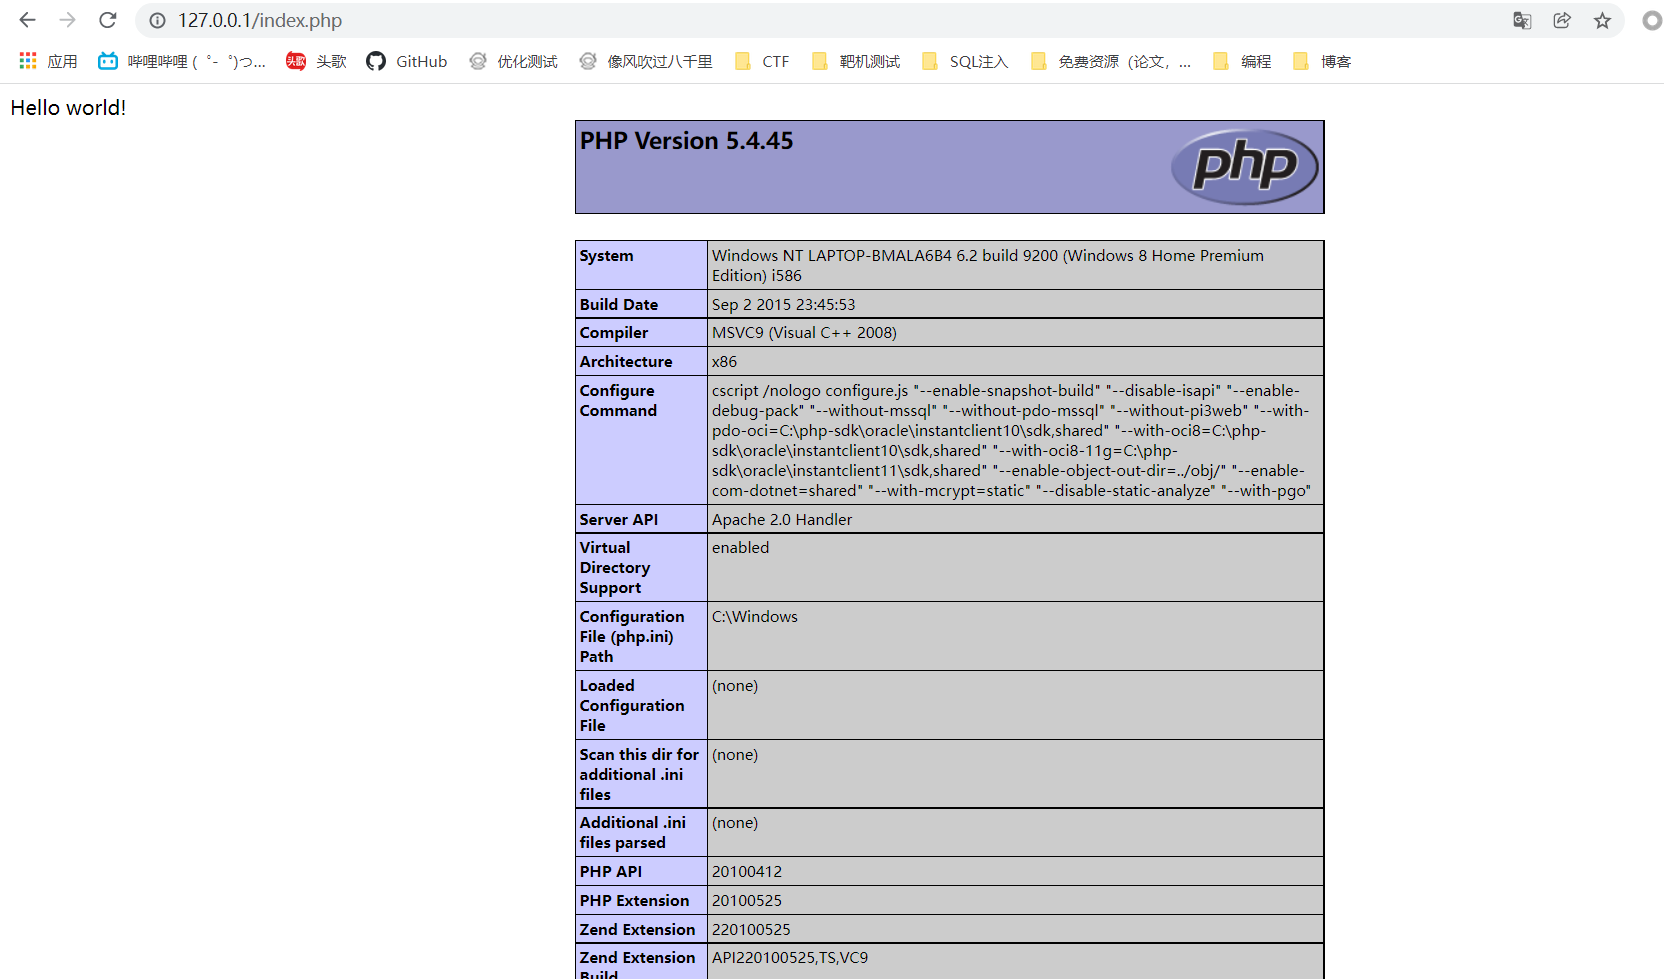 127.0.0.1/index.php
应用 哔哩哔哩 (゜-゜)つ... 头歌 头歌 GitHub 优化测试 像风吹过八千里 CTF 靶机测试 SQL注入 免费资源（论文，... 编程 博客
Hello world!
PHP Version 5.4.45
php
System
Windows NT LAPTOP-BMALA6B4 6.2 build 9200 (Windows 8 Home Premium
Edition) i586
Build Date
Sep 2 2015 23:45:53
Compiler
MSVC9 (Visual C++ 2008)
Architecture
x86
Configure
Command
cscript /nologo configure.js "--enable-snapshot-build" "--disable-isapi" "--enable-
debug-pack" "--without-mssql" "--without-pdo-mssql" "--without-pi3web" "--with-
pdo-oci=C:\php-sdk\oracle\instantclient10\sdk,shared" "--with-oci8=C:\php-
sdk\oracle\instantclient10\sdk,shared" "--with-oci8-11g=C:\php-
sdk\oracle\instantclient11\sdk,shared" "--enable-object-out-dir=../obj/" "--enable-
com-dotnet=shared" "--with-mcrypt=static" "--disable-static-analyze" "--with-pgo"
Server API
Apache 2.0 Handler
Virtual
Directory
Support
enabled
Configuration
File (php.ini)
Path
C:\Windows
Loaded
Configuration
File
(none)
Scan this dir for
additional .ini
files
(none)
Additional .ini
files parsed
(none)
PHP API
20100412
PHP Extension
20100525
Zend Extension
220100525
Zend Extension
Build
API220100525,TS,VC9